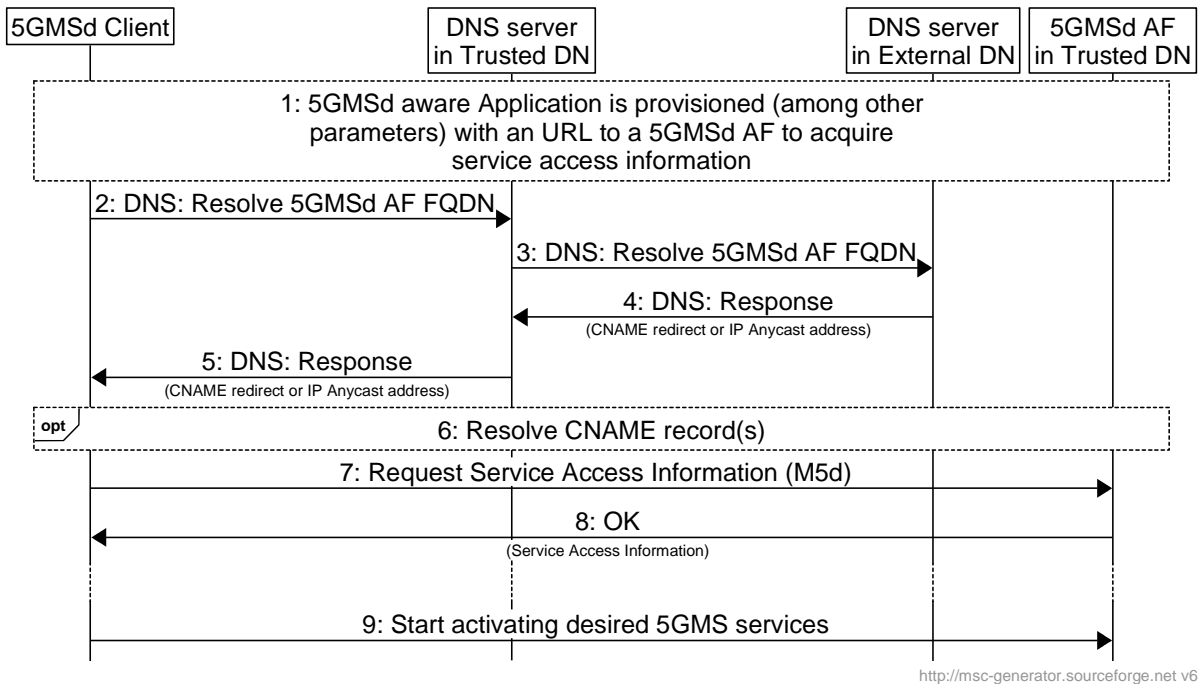 5GMSd Client
DNS server
in Trusted DN
DNS server
in External DN
5GMSd AF
in Trusted DN
1: 5GMSd aware Application is provisioned (among other
parameters) with an URL to a 5GMSd AF to acquire
service access information
2: DNS: Resolve 5GMSd AF FQDN
3: DNS: Resolve 5GMSd AF FQDN
4: DNS: Response
(CNAME redirect or IP Anycast address)
5: DNS: Response
(CNAME redirect or IP Anycast address)
opt
6: Resolve CNAME record(s)
7: Request Service Access Information (M5d)
8: OK
(Service Access Information)
9: Start activating desired 5GMS services
http://msc-generator.sourceforge.net v6